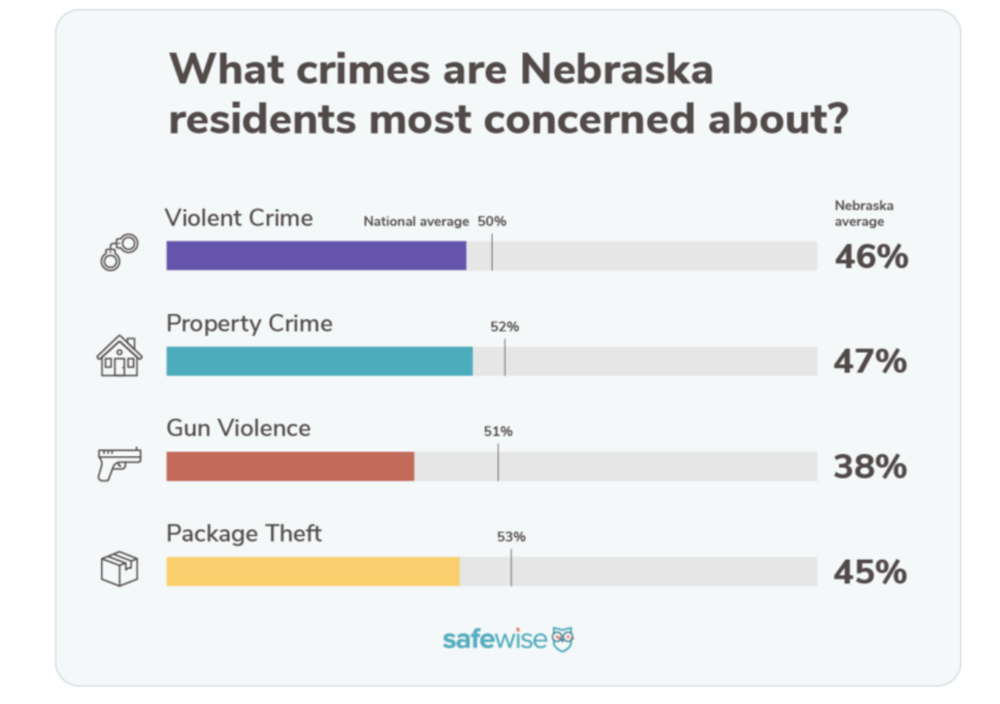 What crimes are Nebraska
residents most concerned about?
Nebraska
average
Violent Crime
National average 50%
46%
Property Crime
52%
47%
Gun Violence
51%
38%
Package Theft
53%
45%
safewise